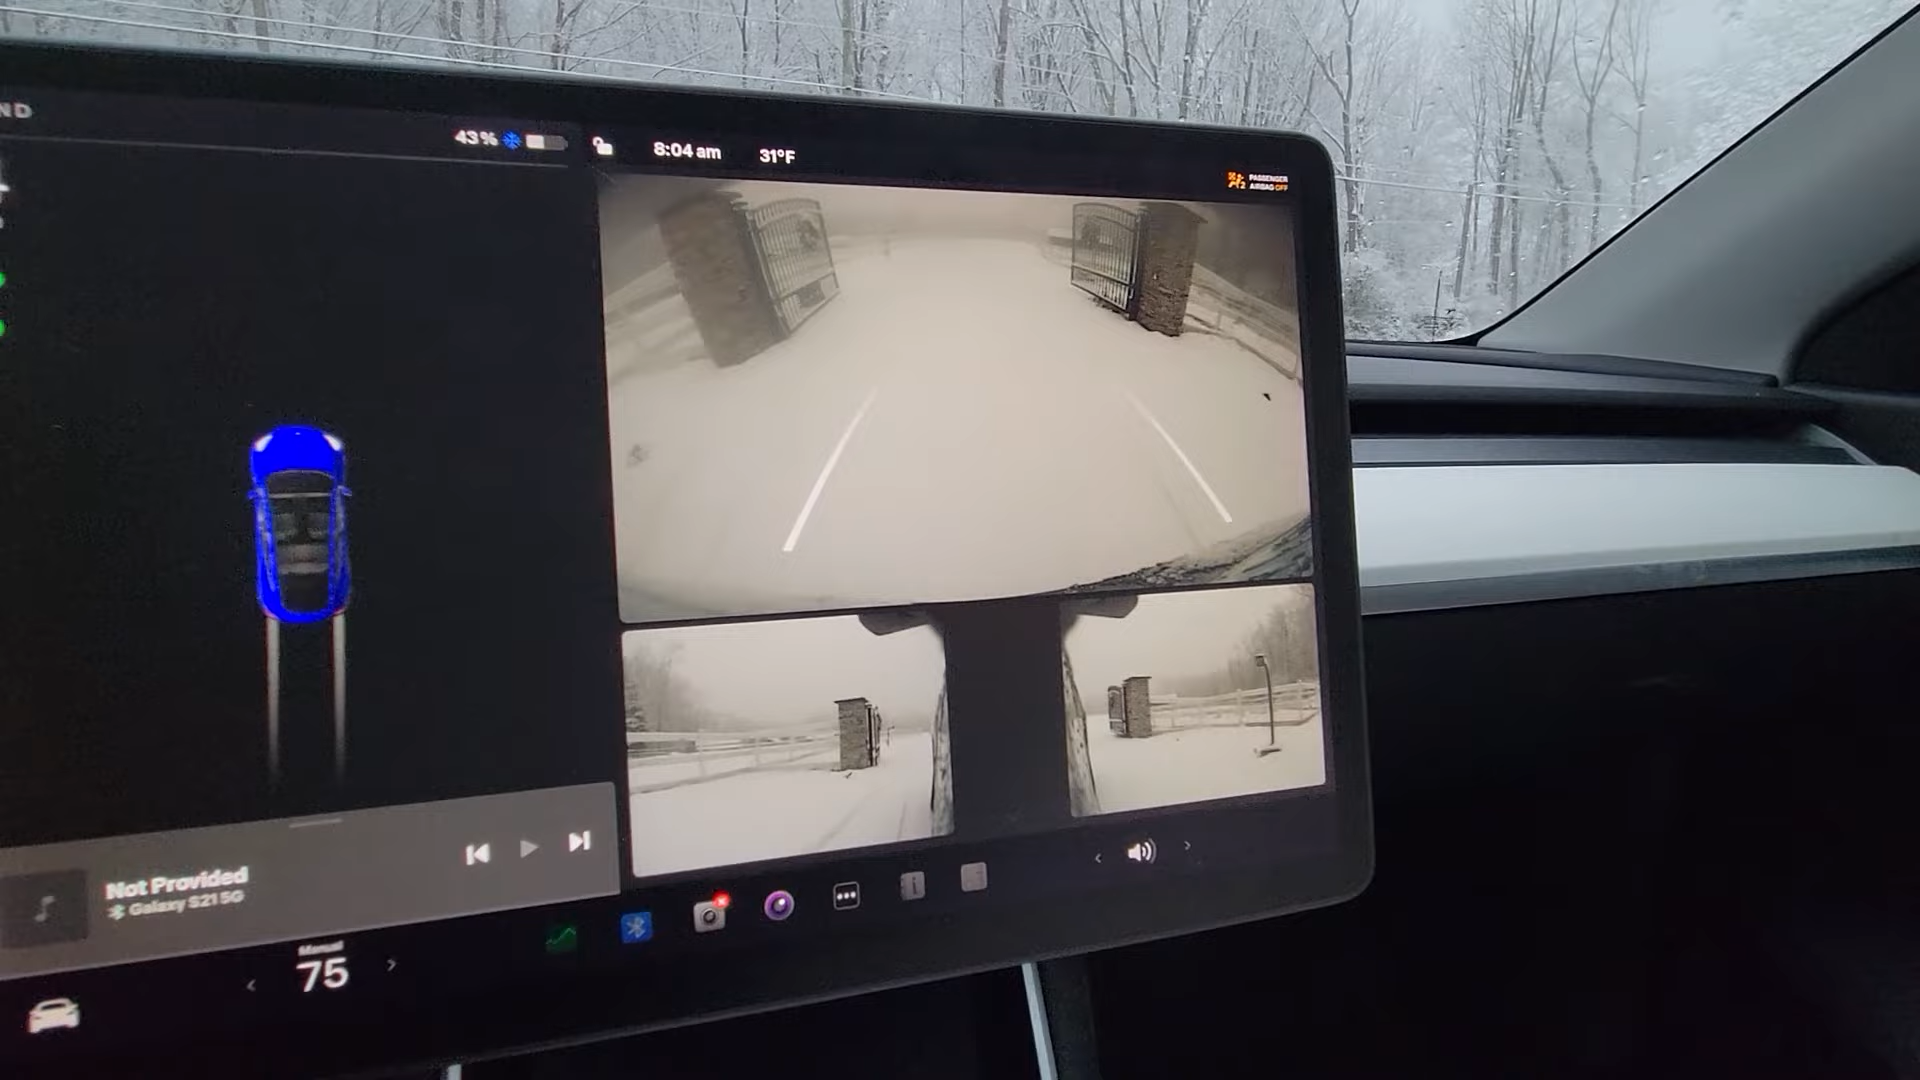 ND
43%
8:04 am
31°F
PASSENGER
AIRBAG OFF
Not Provided
Galaxy S21 5G
Manual
75